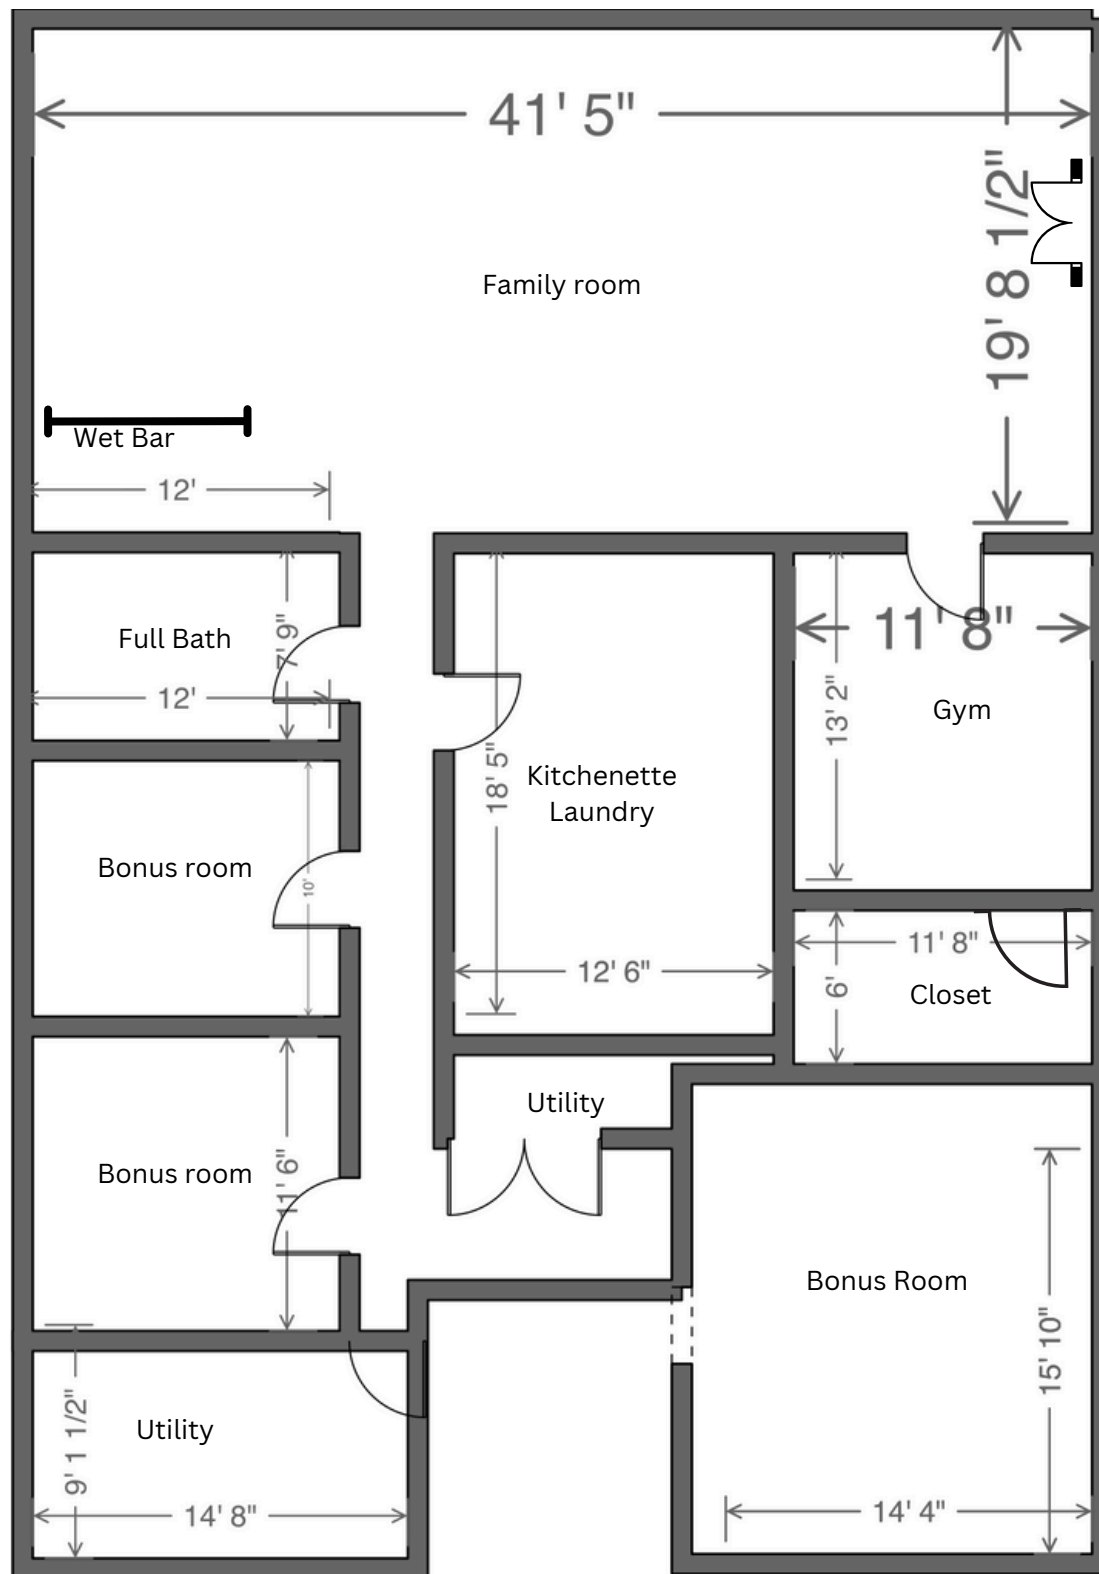 41' 5"
19' 8 1/2"
Family room
Wet Bar
12'
Full Bath
7' 9"
12'
11' 8"
Gym
13' 2"
18' 5"
Kitchenette
Laundry
Bonus room
10'
12' 6"
11' 8"
6'
Closet
Utility
Bonus room
11' 6"
Bonus Room
15' 10"
9' 1 1/2"
Utility
14' 8"
14' 4"